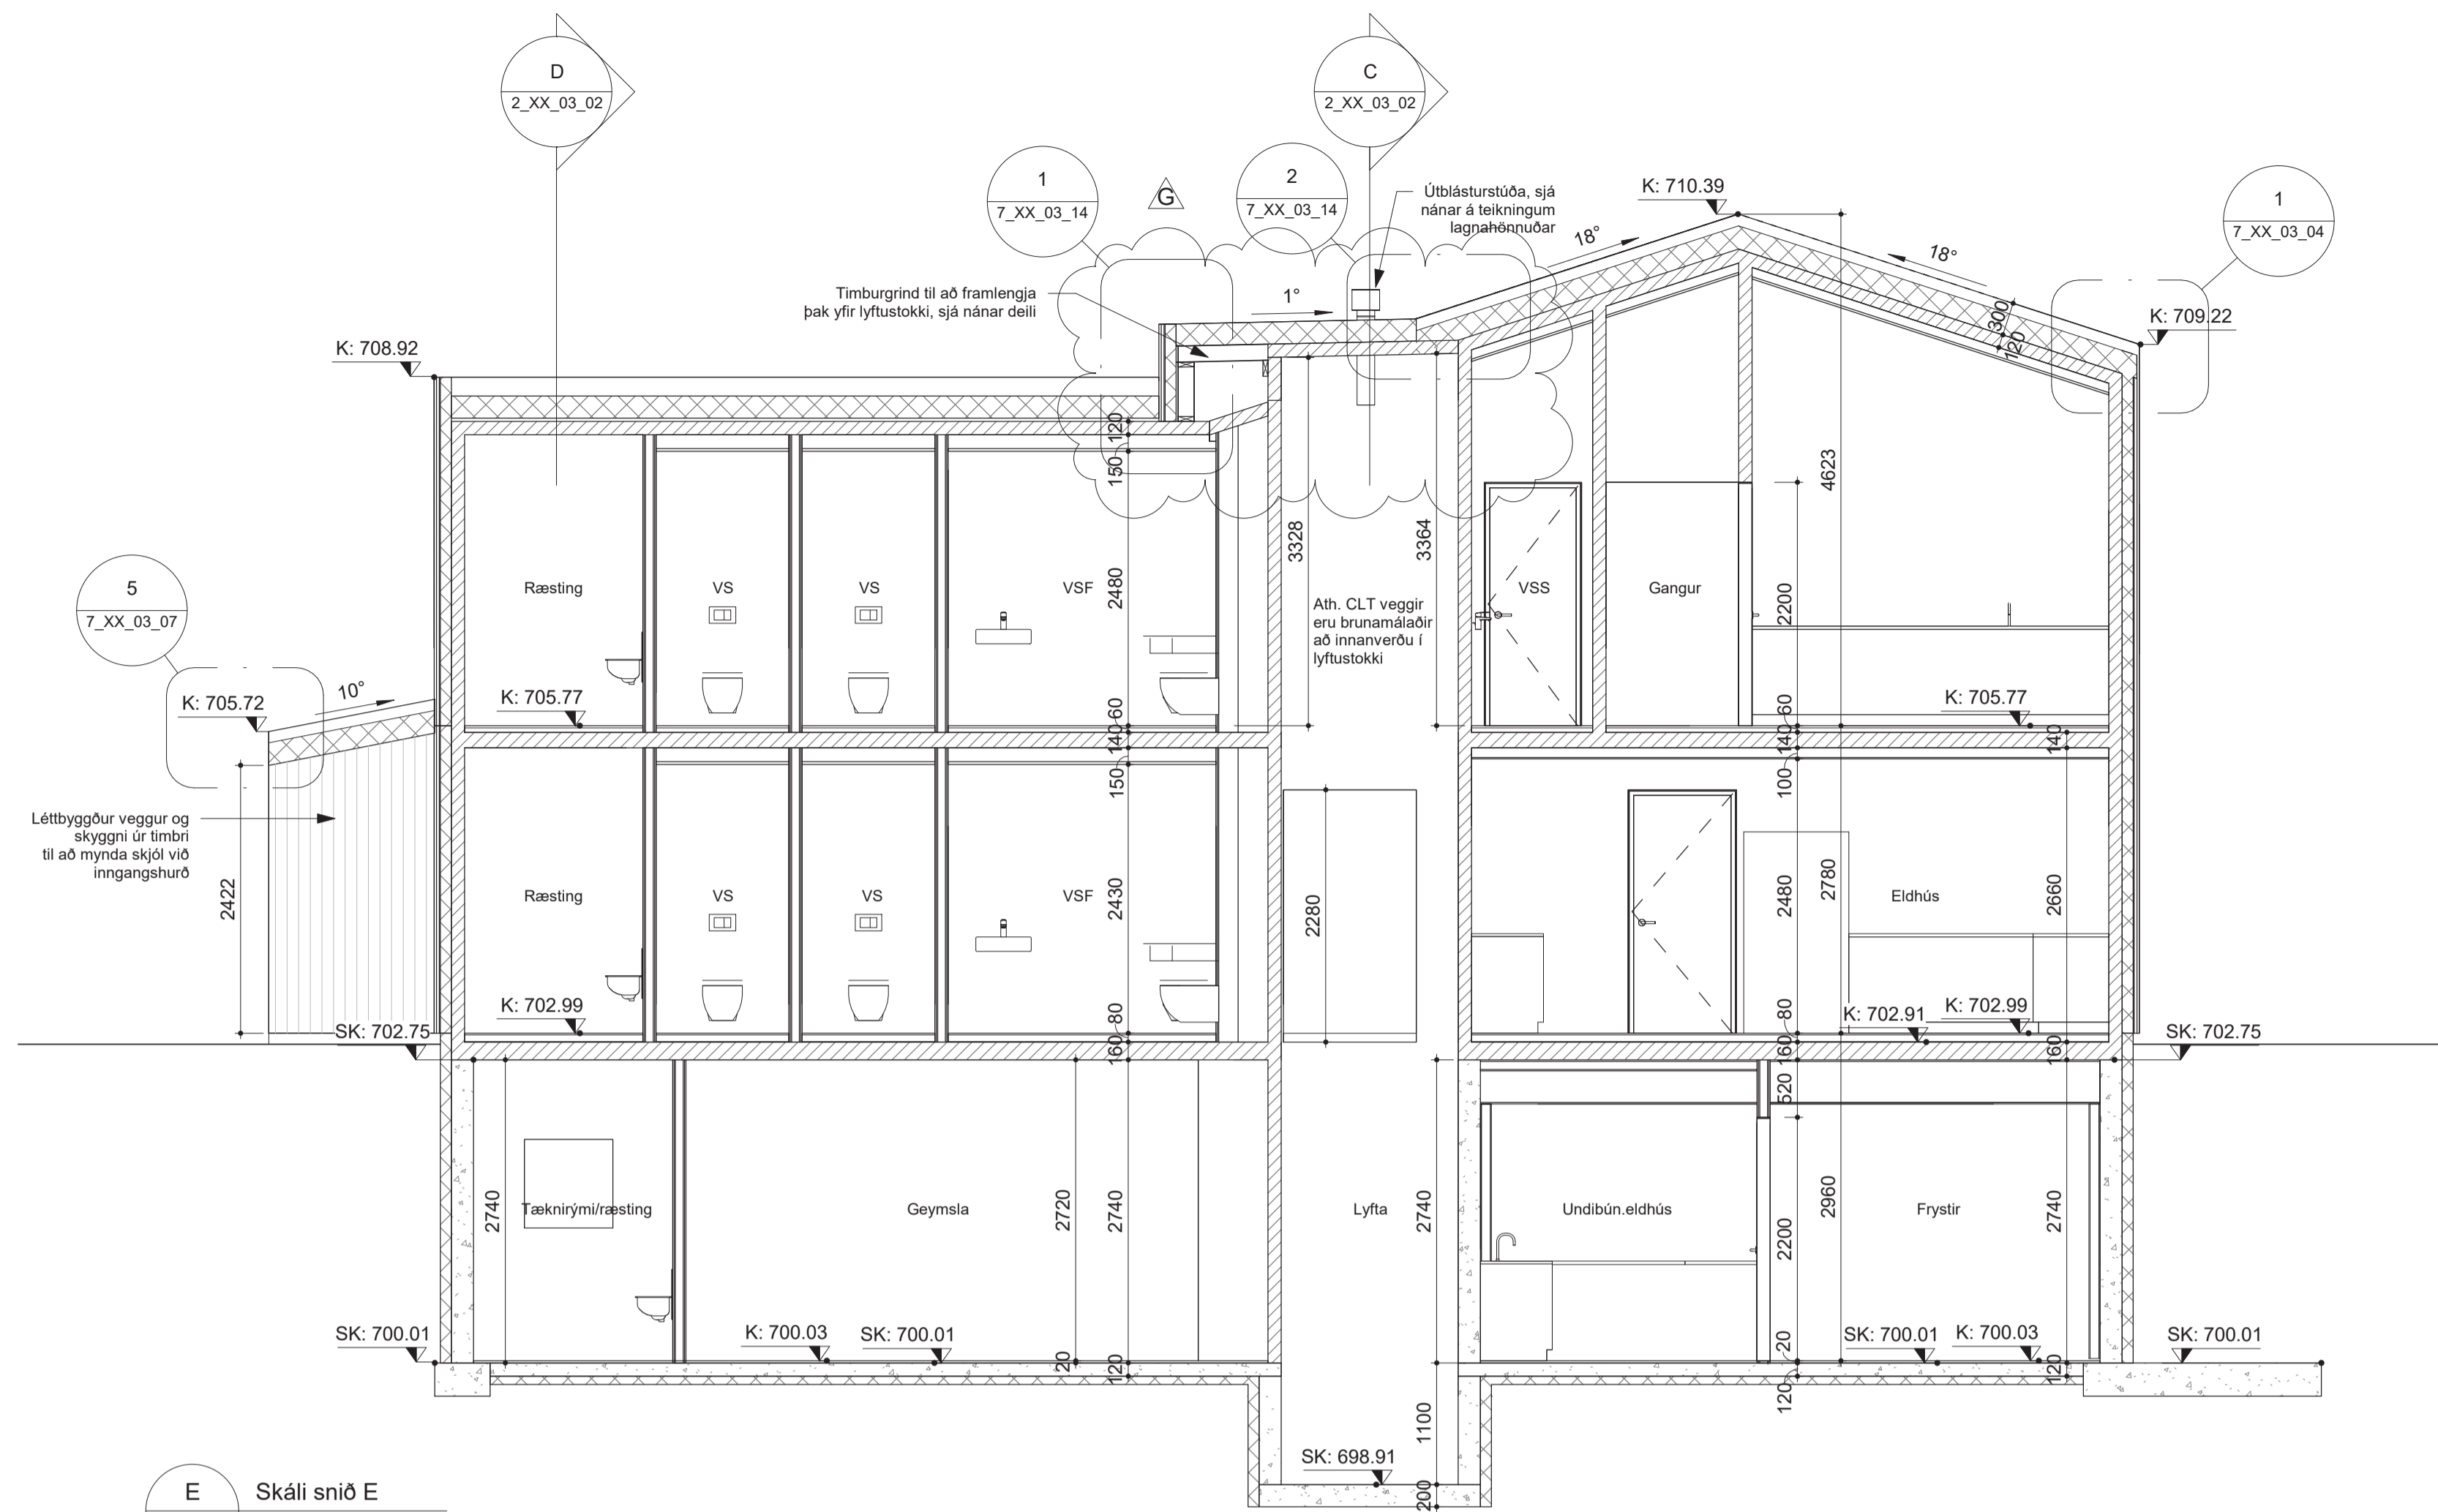 D
2_XX_03_02
C
2_XX_03_02
1
7_XX_03_14
G
2
7_XX_03_14
Útblásturstúða, sjá
nánar á teikningum
lagnahönnuðar
K: 710.39
1
7_XX_03_04
18°
18°
Timburgrind til að framlengja
þak yfir lyftustokki, sjá nánar deili
1°
300
120
K: 709.22
K: 708.92
120
150
4623
3328
3364
5
7_XX_03_07
Ræsting
VS
VS
VSF
2480
Ath. CLT veggir
eru brunamálaðir
að innanverðu í
lyftustokki
VSS
Gangur
2200
10°
K: 705.72
K: 705.77
K: 705.77
60
140
150
60
140
100
140
Léttbyggður veggur og
skyggni úr timbri
til að mynda skjól við
inngangshurð
2422
Ræsting
VS
VS
VSF
2430
2280
2480
2780
Eldhús
2660
K: 702.99
K: 702.91
K: 702.99
SK: 702.75
80
160
80
160
160
SK: 702.75
520
2740
Tæknirými/ræsting
Geymsla
2720
2740
Lyfta
2740
Undibún.eldhús
2200
2960
Frystir
2740
SK: 700.01
K: 700.03
SK: 700.01
20
120
20
120
SK: 700.01
K: 700.03
120
SK: 700.01
1100
SK: 698.91
200
E
Skáli snið E